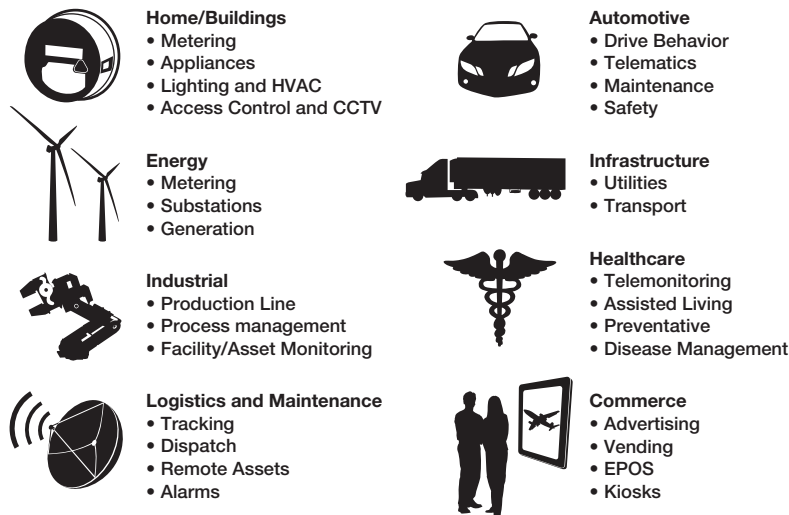 Home/Buildings
• Metering
• Appliances
• Lighting and HVAC
• Access Control and CCTV
Energy
• Metering
• Substations
• Generation
Industrial
• Production Line
• Process management
• Facility/Asset Monitoring
Logistics and Maintenance
• Tracking
• Dispatch
• Remote Assets
• Alarms
Automotive
• Drive Behavior
• Telematics
• Maintenance
• Safety
Infrastructure
• Utilities
• Transport
Healthcare
• Telemonitoring
• Assisted Living
• Preventative
• Disease Management
Commerce
• Advertising
• Vending
• EPOS
• Kiosks